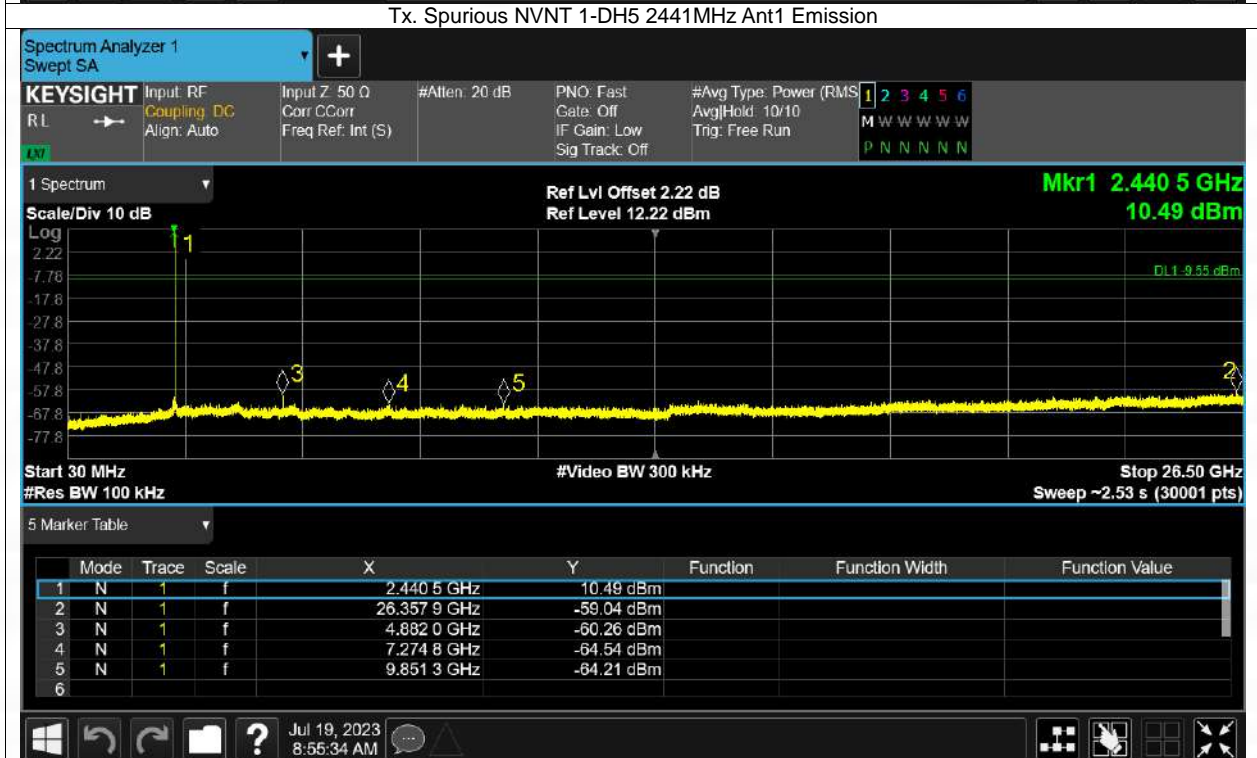 Tx. Spurious NVNT 1-DH5 2441MHz Ant1 Emission
Spectrum Analyzer 1
Swept SA
+
KEYSIGHT Input: RF Input Z: 50 Ω #Atten: 20 dB PNO: Fast #Avg Type: Power (RMS 1 2 3 4 5 6
RL Coupling: DC Corr CCorr Gate: Off Avg|Hold: 10/10 M W W W W W
Align: Auto Freq Ref: Int (S) IF Gain: Low Trig: Free Run
LXI Sig Track: Off P N N N N N
1 Spectrum Ref Lvl Offset 2.22 dB Mkr1 2.440 5 GHz
Scale/Div 10 dB Ref Level 12.22 dBm 10.49 dBm
Log
1
2.22
-7.78 DL1 -9.55 dBm
-17.8
-27.8
-37.8
-47.8 3 2
-57.8 4 5
-67.8
-77.8
Start 30 MHz #Video BW 300 kHz Stop 26.50 GHz
#Res BW 100 kHz Sweep ~2.53 s (30001 pts)
5 Marker Table
Mode Trace Scale X Y Function Function Width Function Value
1 N 1 f 2.440 5 GHz 10.49 dBm
2 N 1 f 26.357 9 GHz -59.04 dBm
3 N 1 f 4.882 0 GHz -60.26 dBm
4 N 1 f 7.274 8 GHz -64.54 dBm
5 N 1 f 9.851 3 GHz -64.21 dBm
6
? Jul 19, 2023
8:55:34 AM